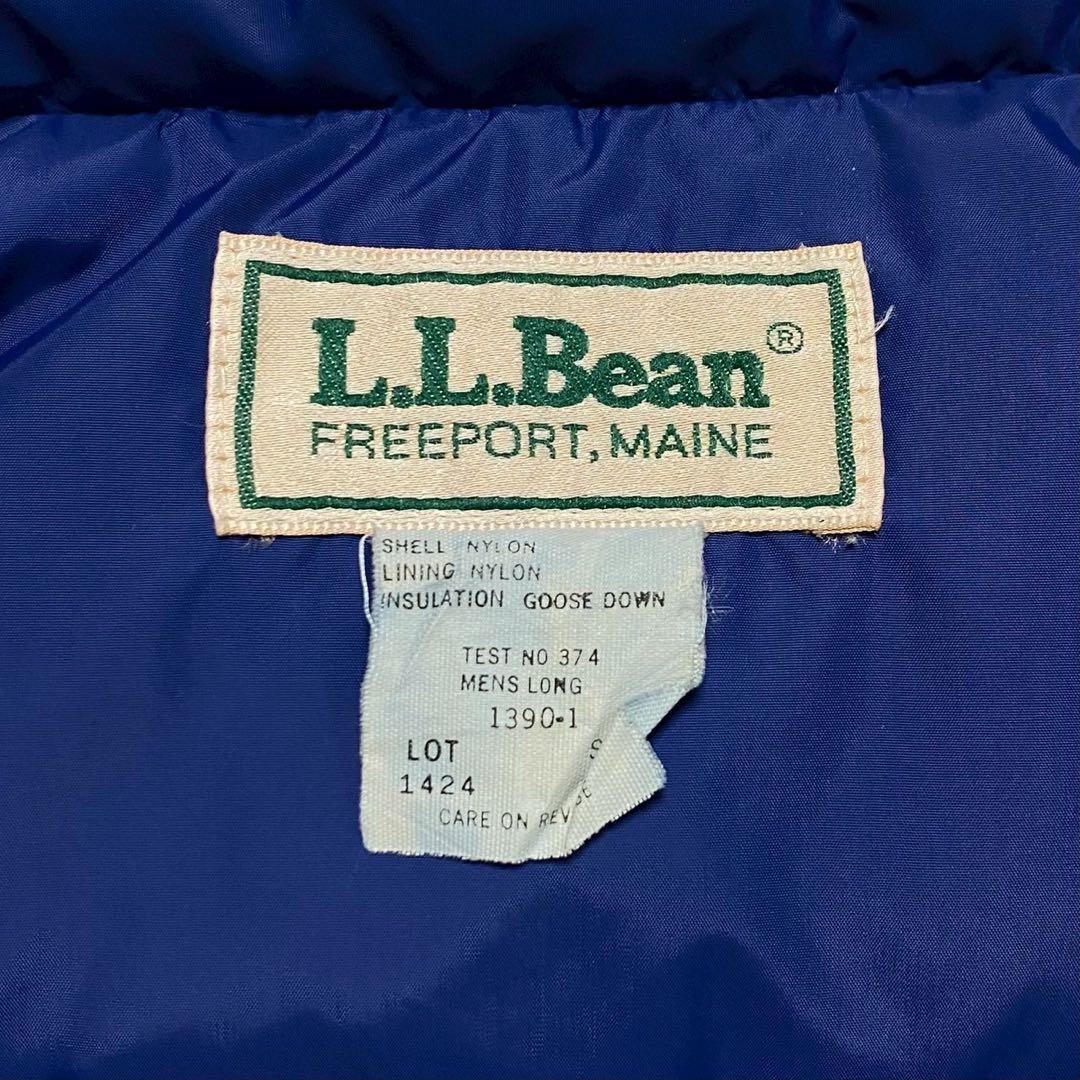 L.L.Bean®
FREEPORT, MAINE
SHELL NYLON
LINING NYLON
INSULATION GOOSE DOWN
TEST NO 374
MENS LONG
1390-1
LOT S
1424
CARE ON